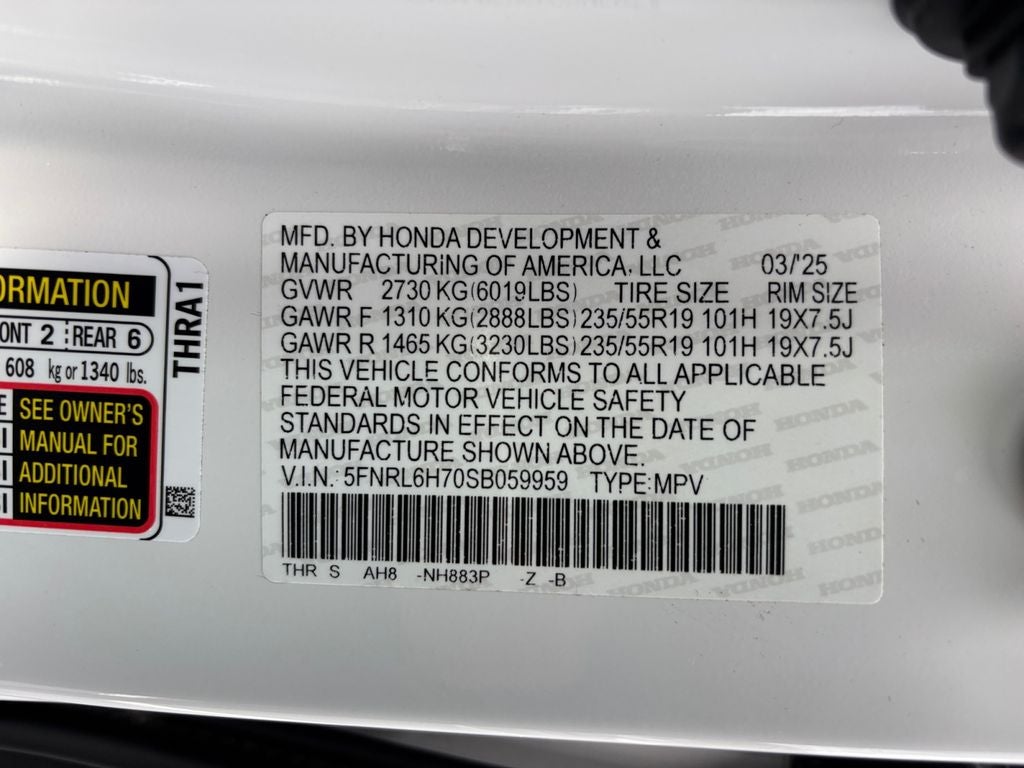 ORMATION
ONT 2 REAR 6
608 kg or 1340 lbs.
SEE OWNER'S
MANUAL FOR
ADDITIONAL
INFORMATION
THRA1
MFD. BY HONDA DEVELOPMENT &
MANUFACTURING OF AMERICA, LLC 03/'25
GVWR 2730 KG(6019LBS) TIRE SIZE RIM SIZE
GAWR F 1310 KG(2888LBS) 235/55R19 101H 19X7.5J
GAWR R 1465 KG(3230LBS) 235/55R19 101H 19X7.5J
THIS VEHICLE CONFORMS TO ALL APPLICABLE
FEDERAL MOTOR VEHICLE SAFETY
STANDARDS IN EFFECT ON THE DATE OF
MANUFACTURE SHOWN ABOVE.
V.I.N.: 5FNRL6H70SB059959 TYPE:MPV
THR S AH8 -NH883P -Z -B